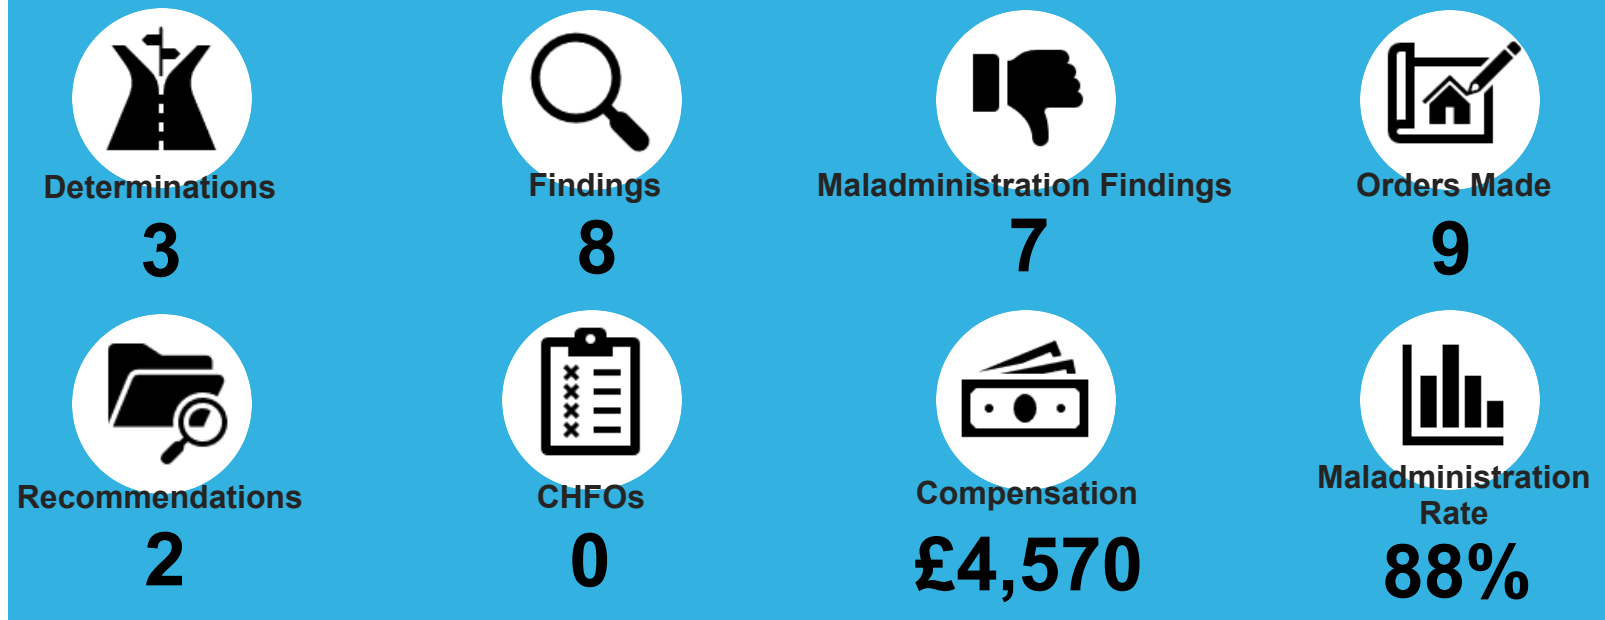 Determinations
3
Findings
8
Maladministration Findings
7
Orders Made
9
Recommendations
2
CHFOs
0
Compensation
£4,570
Maladministration
Rate
88%